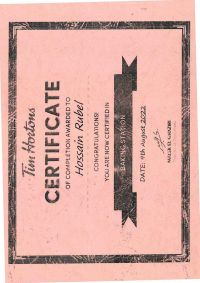 Tim Hortons
CERTIFICATE
OF COMPLETION AWARDED TO
Hossain Rubel
CONGRATULATIONS!
YOU ARE NOW CERTIFIED IN
BAKING STATION
DATE: 4th August 2022